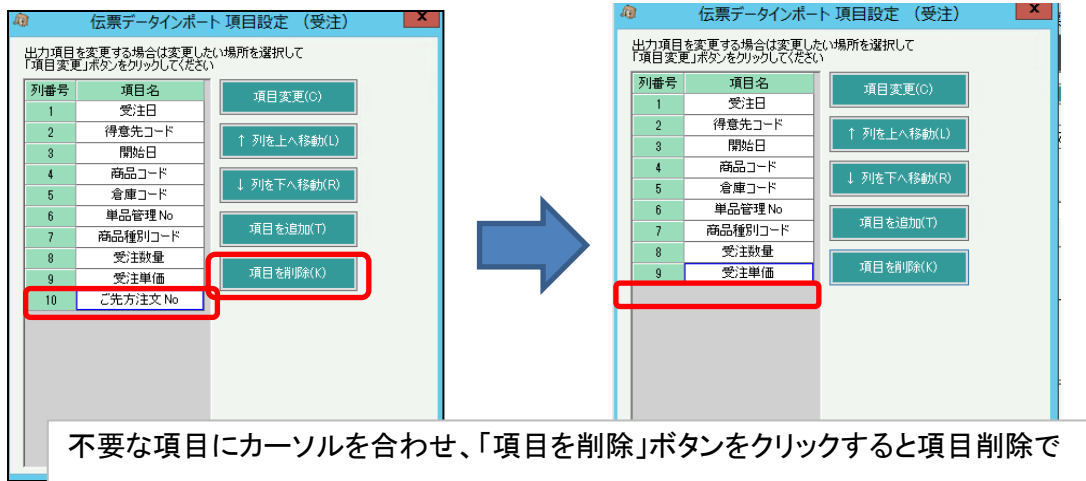 伝票データインポート 項目設定 （受注）
x
出力項目を変更する場合は変更したい場所を選択して
「項目変更」ボタンをクリックしてください
列番号 項目名
1 受注日
2 得意先コード
3 開始日
4 商品コード
5 倉庫コード
6 単品管理No
7 商品種別コード
8 受注数量
9 受注単価
10 ご先方注文No
項目変更(C)
↑ 列を上へ移動(L)
↓ 列を下へ移動(R)
項目を追加(T)
項目を削除(K)
伝票データインポート 項目設定 （受注）
x
出力項目を変更する場合は変更したい場所を選択して
「項目変更」ボタンをクリックしてください
列番号 項目名
1 受注日
2 得意先コード
3 開始日
4 商品コード
5 倉庫コード
6 単品管理No
7 商品種別コード
8 受注数量
9 受注単価
項目変更(C)
↑ 列を上へ移動(L)
↓ 列を下へ移動(R)
項目を追加(T)
項目を削除(K)
不要な項目にカーソルを合わせ、「項目を削除」ボタンをクリックすると項目削除で